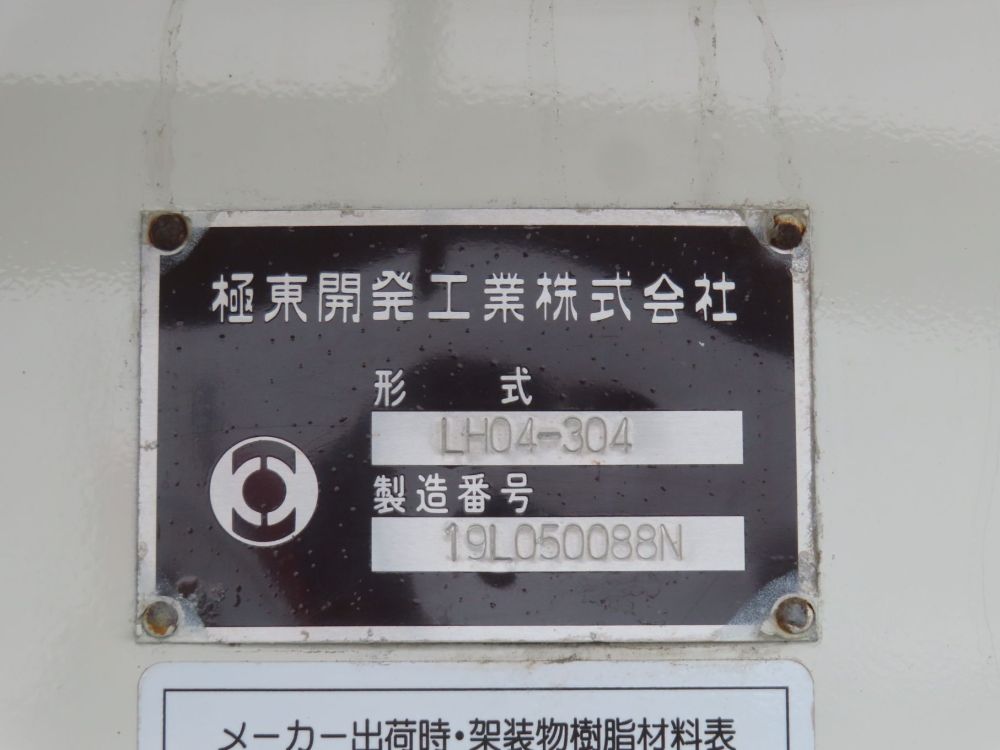 極東開発工業株式会社
形　式
LH04-304
製造番号
19L050088N
メーカー出荷時・架装物樹脂材料表